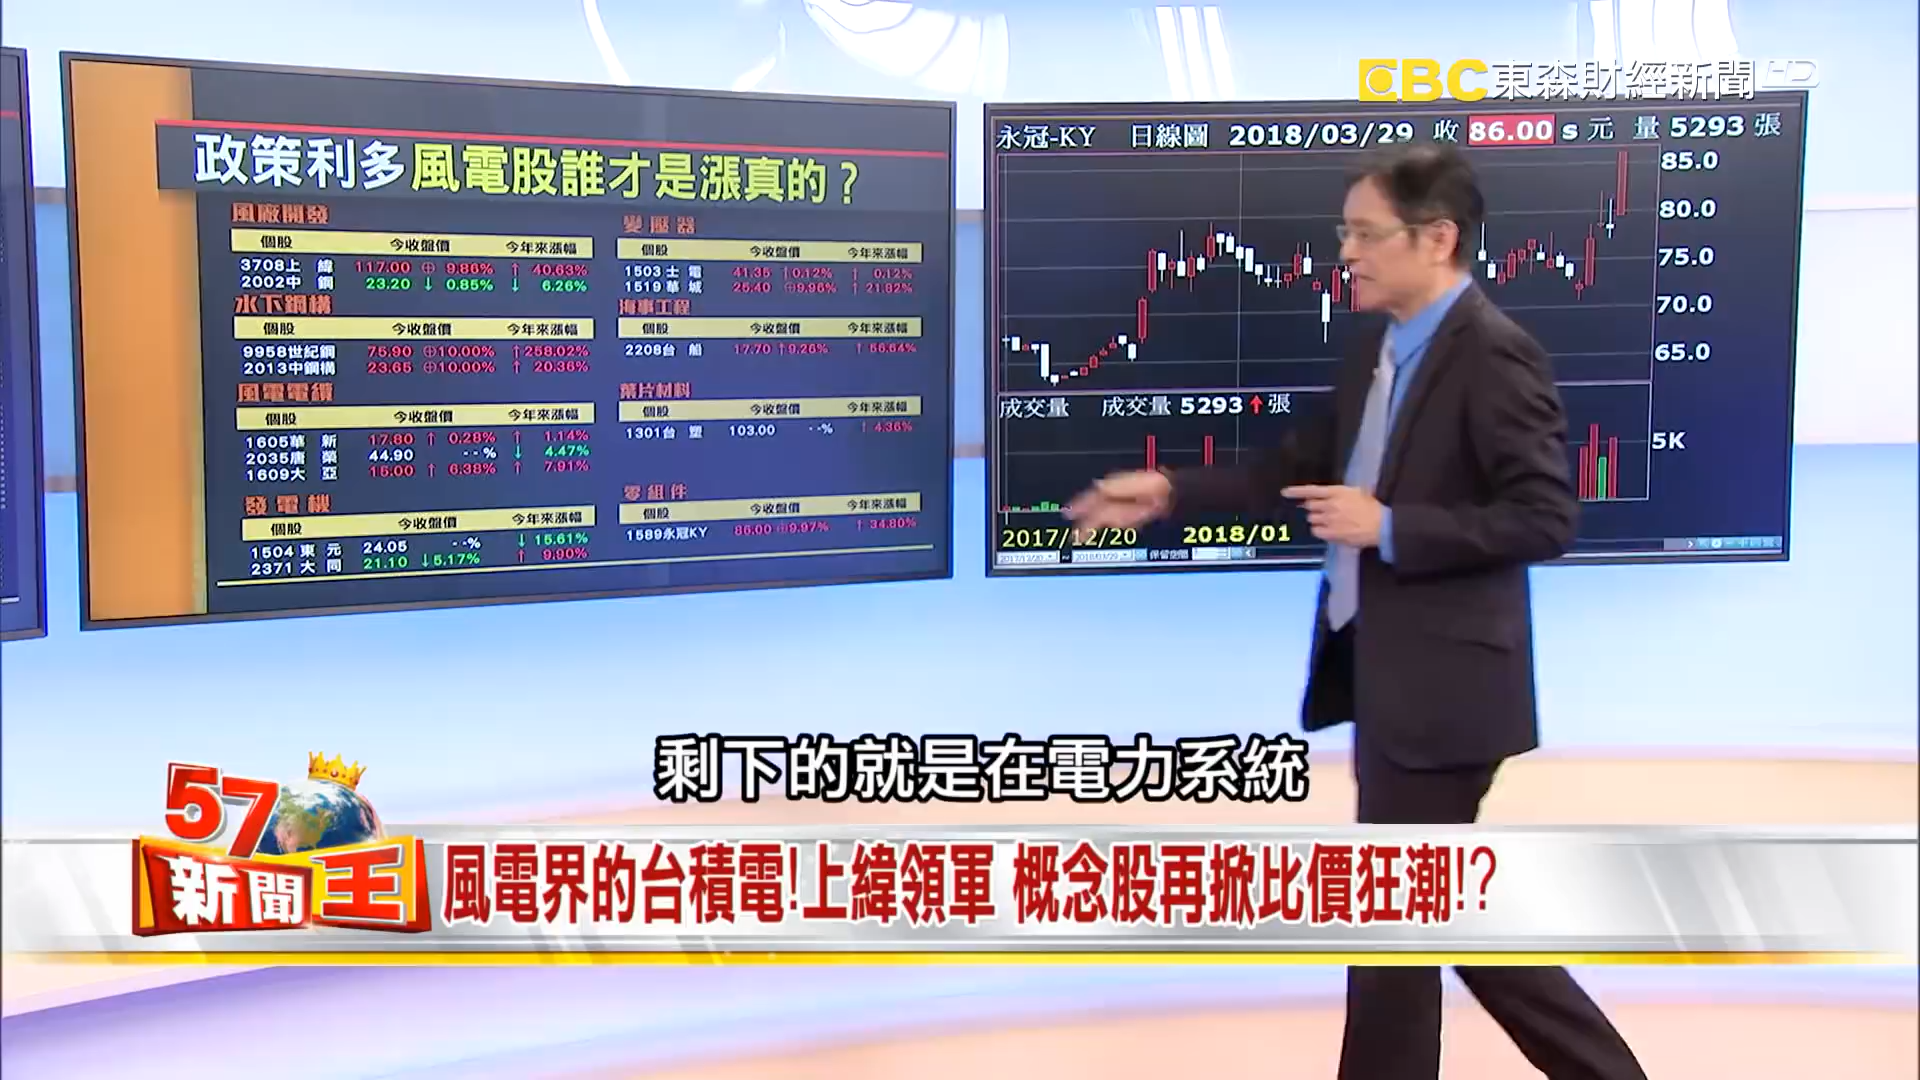 EBC 東森財經新聞 HD
政策利多風電股誰才是漲真的？
風廠開發
個股 今收盤價 今年來漲幅
3708上 緯 117.00 ⊕ 9.86% ↑ 40.63%
2002中 鋼 23.20 ↓ 0.85% ↓ 6.26%
水下鋼構
個股 今收盤價 今年來漲幅
9958世紀鋼 75.90 ⊕10.00% ↑258.02%
2013中鋼構 23.65 ⊕10.00% ↑ 20.36%
風電電纜
個股 今收盤價 今年來漲幅
1605華 新 17.80 ↑ 0.28% ↑ 1.14%
2035唐 榮 44.90 --% ↓ 4.47%
1609大 亞 15.00 ↑ 6.38% ↑ 7.91%
發電機
個股 今收盤價 今年來漲幅
1504東 元 24.05 --% ↓ 15.61%
2371大 同 21.10 ↓5.17% ↑ 9.90%
變壓器
個股 今收盤價 今年來漲幅
1503士 電 41.35 ↑0.12% ↑ 0.12%
1519華 城 25.40 ⊕9.96% ↑ 21.82%
海事工程
個股 今收盤價 今年來漲幅
2208台 船 17.70 ↑9.26% ↑ 56.64%
葉片材料
個股 今收盤價 今年來漲幅
1301台 塑 103.00 --% ↑ 4.36%
零組件
個股 今收盤價 今年來漲幅
1589永冠KY 86.00 ⊕9.97% ↑ 34.80%
永冠-KY 日線圖 2018/03/29 收 86.00 s 元 量 5293 張
85.0
80.0
75.0
70.0
65.0
成交量 成交量 5293↑張
5K
2017/12/20 2018/01
保留空間
剩下的就是在電力系統
57新聞王
風電界的台積電!上緯領軍 概念股再掀比價狂潮!?